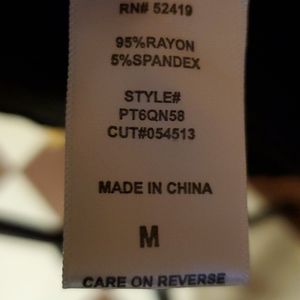 RN# 52419
95%RAYON
5%SPANDEX
STYLE#
PT6QN58
CUT#054513
MADE IN CHINA
M
CARE ON REVERSE